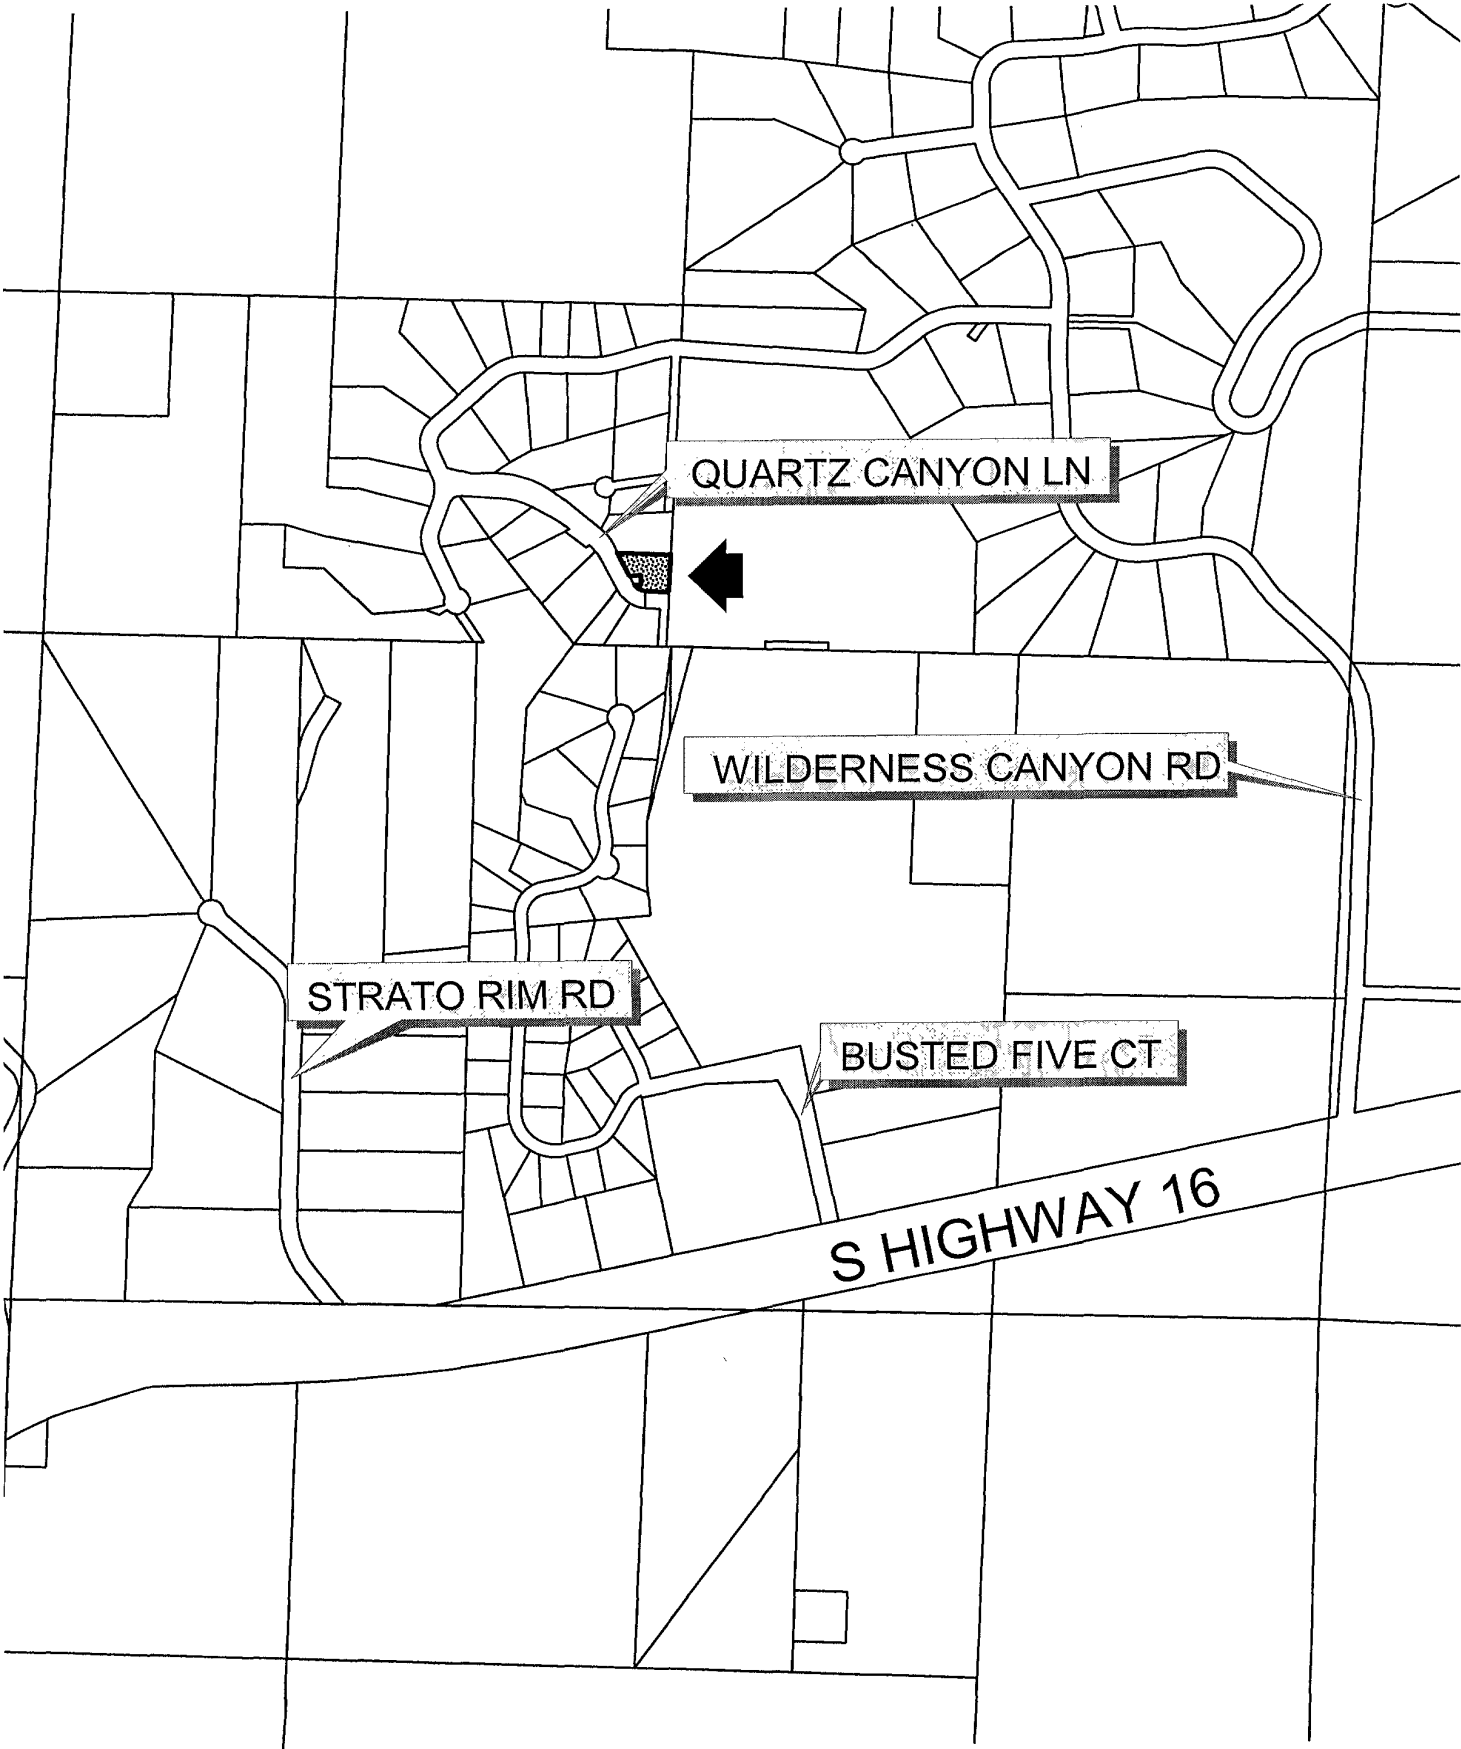 QUARTZ CANYON LN
WILDERNESS CANYON RD
STRATO RIM RD
BUSTED FIVE CT
S HIGHWAY 16